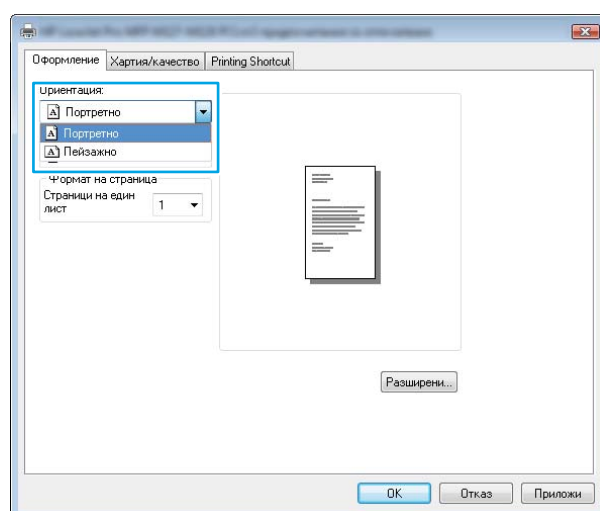 Оформление Хартия/качество Printing Shortcut
Ориентация:
Портретно
Портретно
Пейзажно
Формат на страница
Страници на един
лист
1
Разширени...
OK Отказ Приложи